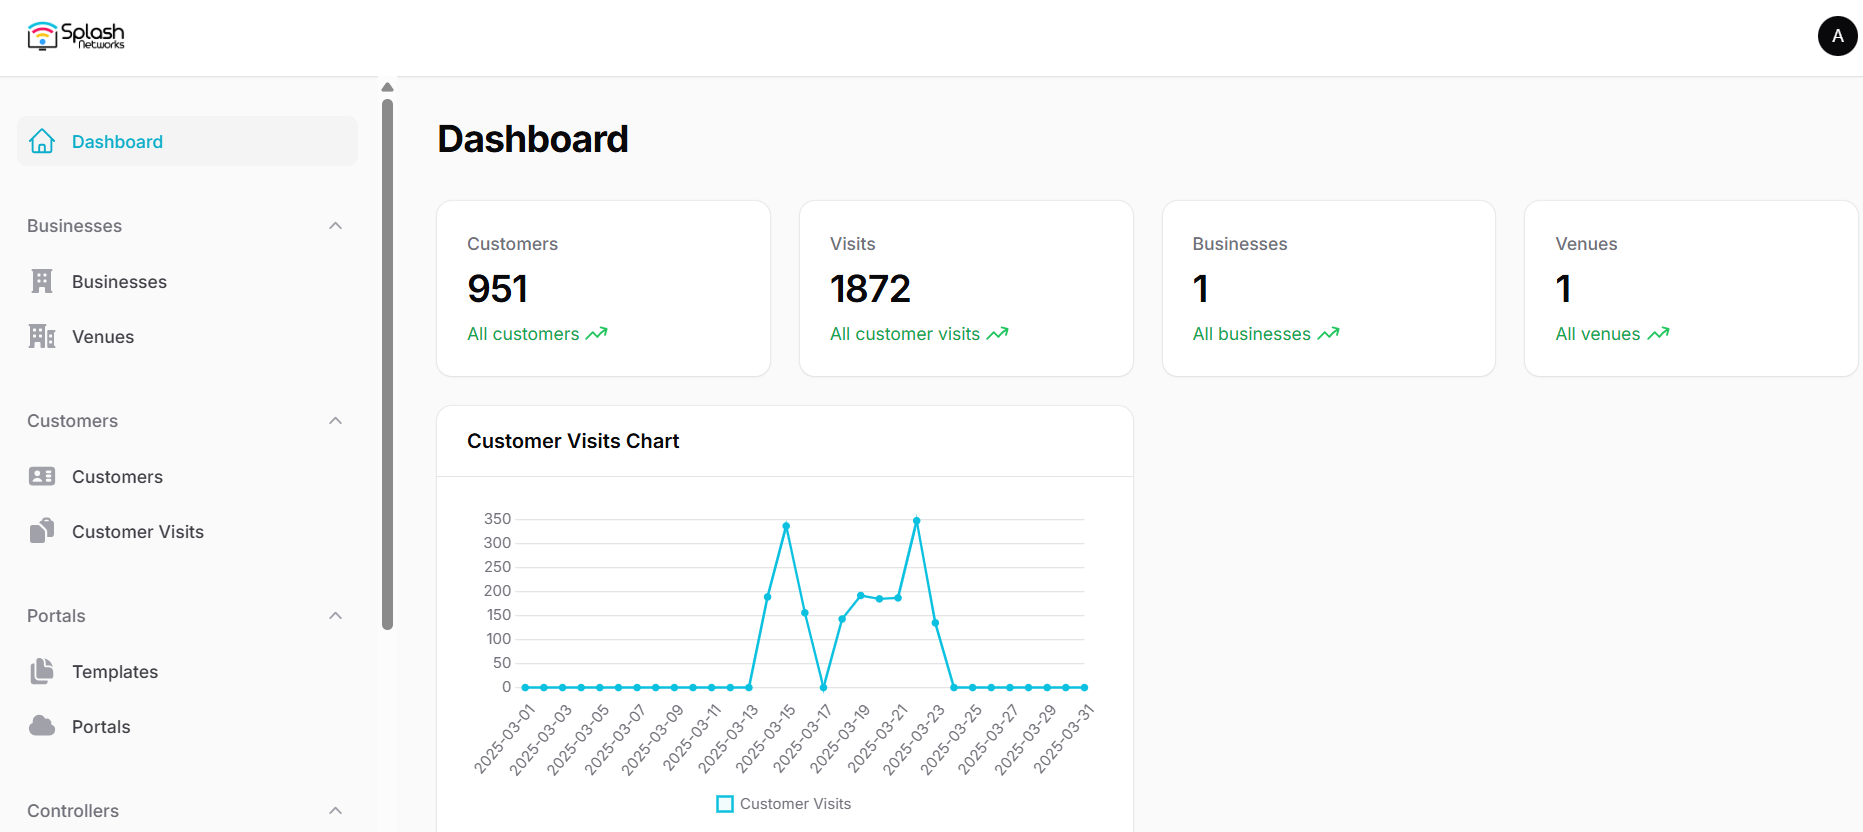 Splash
Networks
A
Dashboard
Businesses
Businesses
Venues
Customers
Customers
Customer Visits
Portals
Templates
Portals
Controllers
Dashboard
Customers
951
All customers
Visits
1872
All customer visits
Businesses
1
All businesses
Venues
1
All venues
Customer Visits Chart
350
300
250
200
150
100
50
0
2025-03-01
2025-03-03
2025-03-05
2025-03-07
2025-03-09
2025-03-11
2025-03-13
2025-03-15
2025-03-17
2025-03-19
2025-03-21
2025-03-23
2025-03-25
2025-03-27
2025-03-29
2025-03-31
Customer Visits